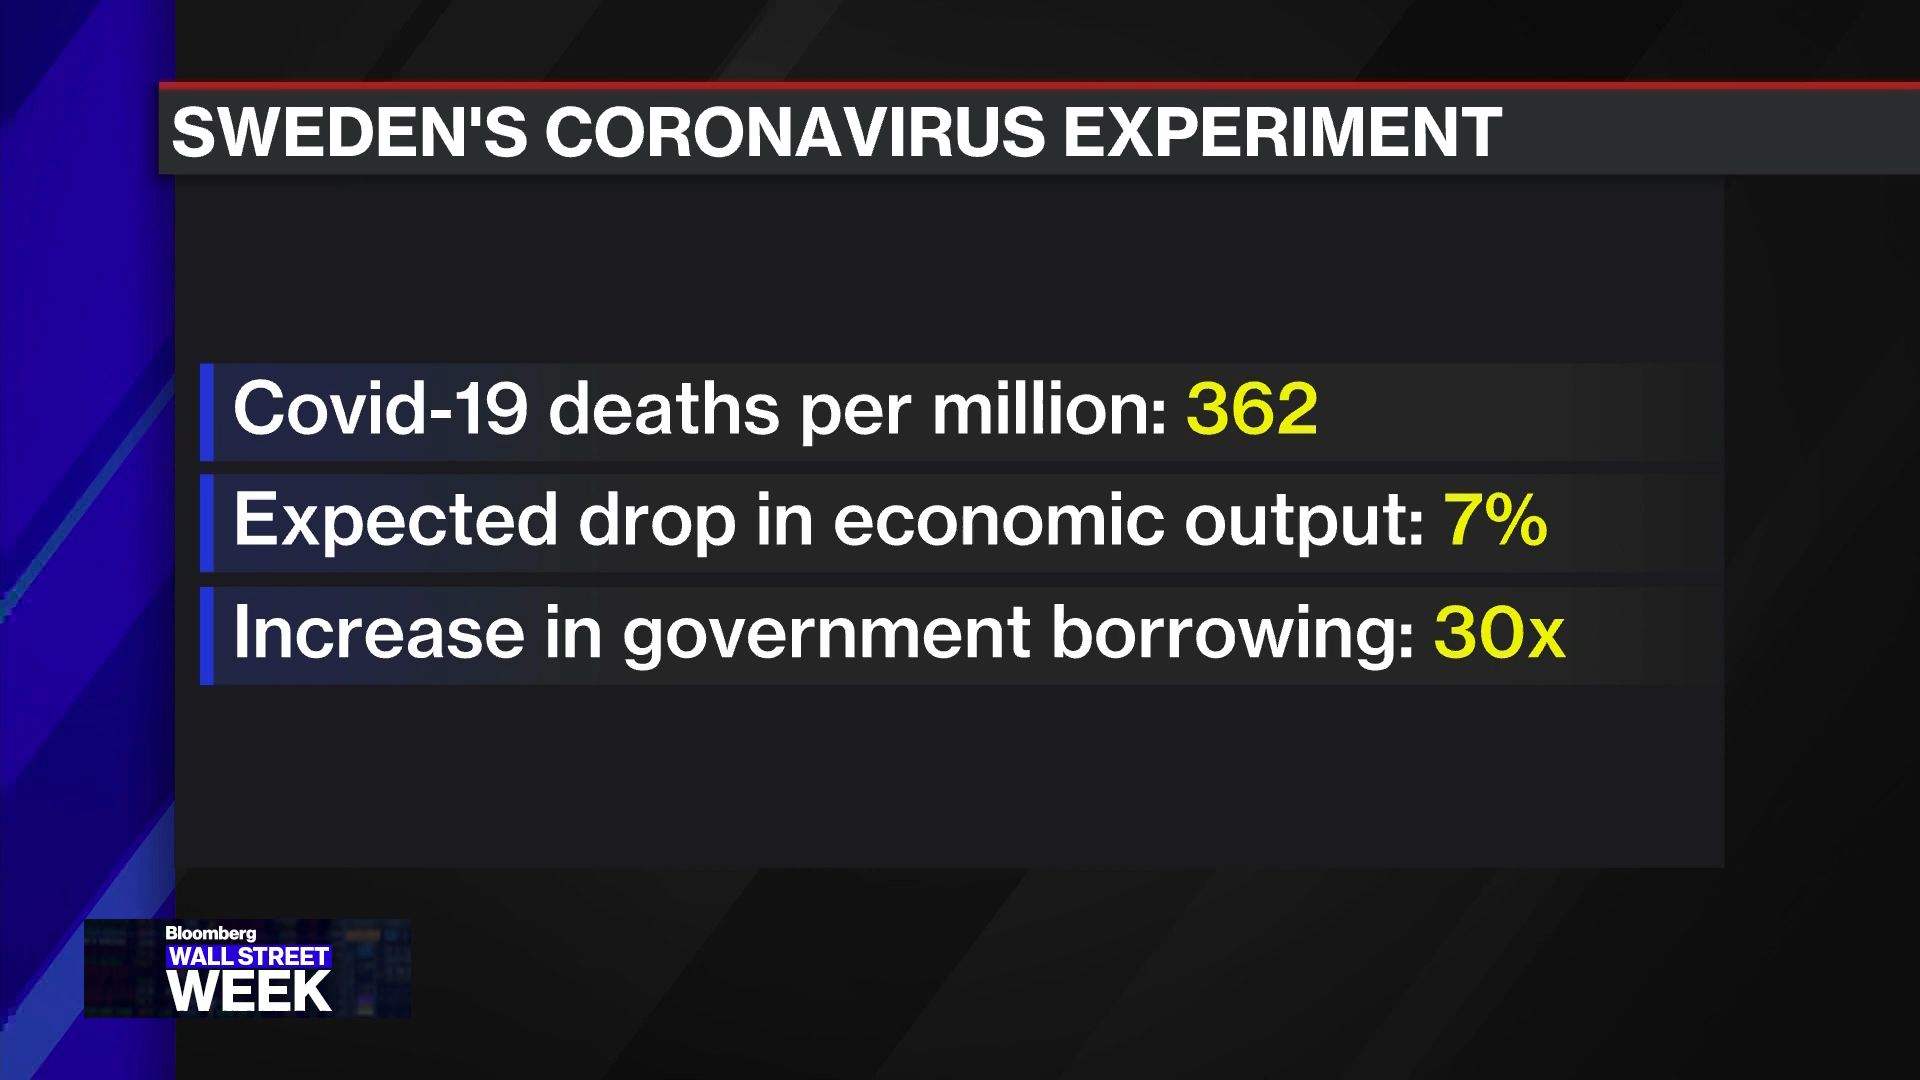 SWEDEN'S CORONAVIRUS EXPERIMENT
Covid-19 deaths per million: 362
Expected drop in economic output: 7%
Increase in government borrowing: 30x
Bloomberg
WALL STREET
WEEK